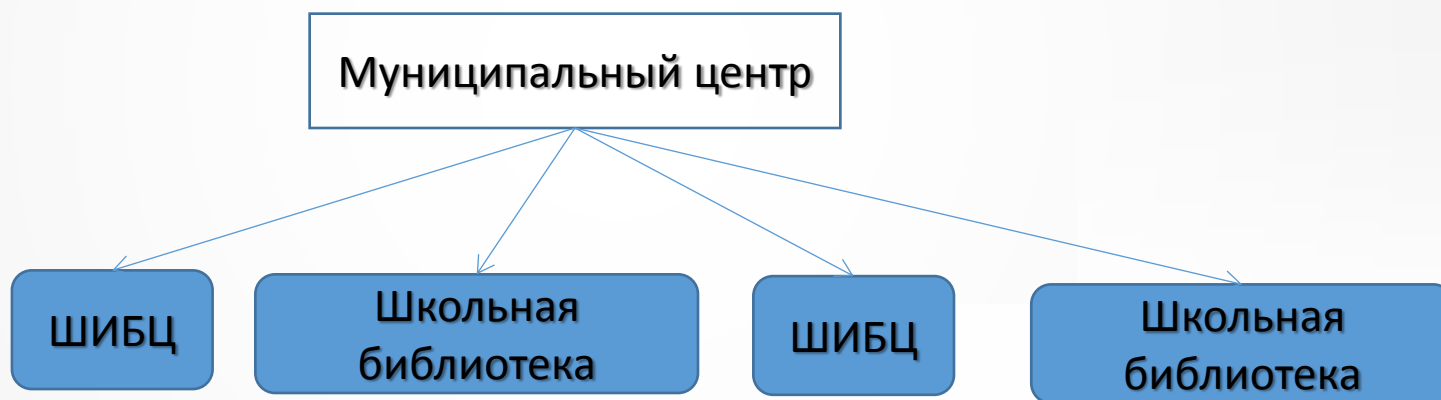 Муниципальный центр
ШИБЦ
Школьная
библиотека
ШИБЦ
Школьная
библиотека